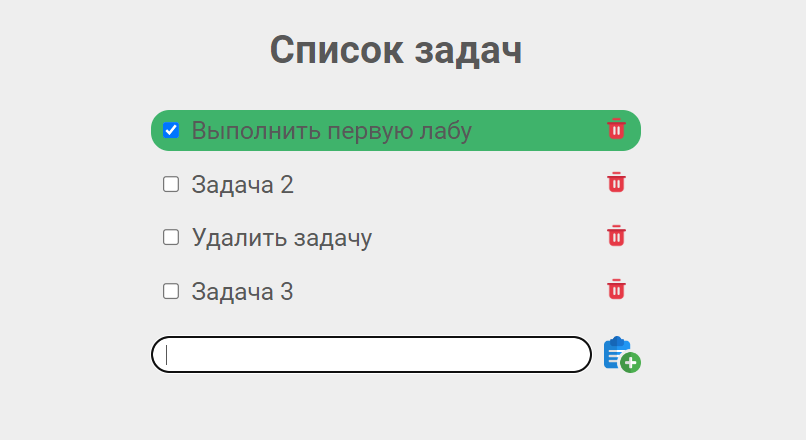 Список задач
Выполнить первую лабу
Задача 2
Удалить задачу
Задача 3